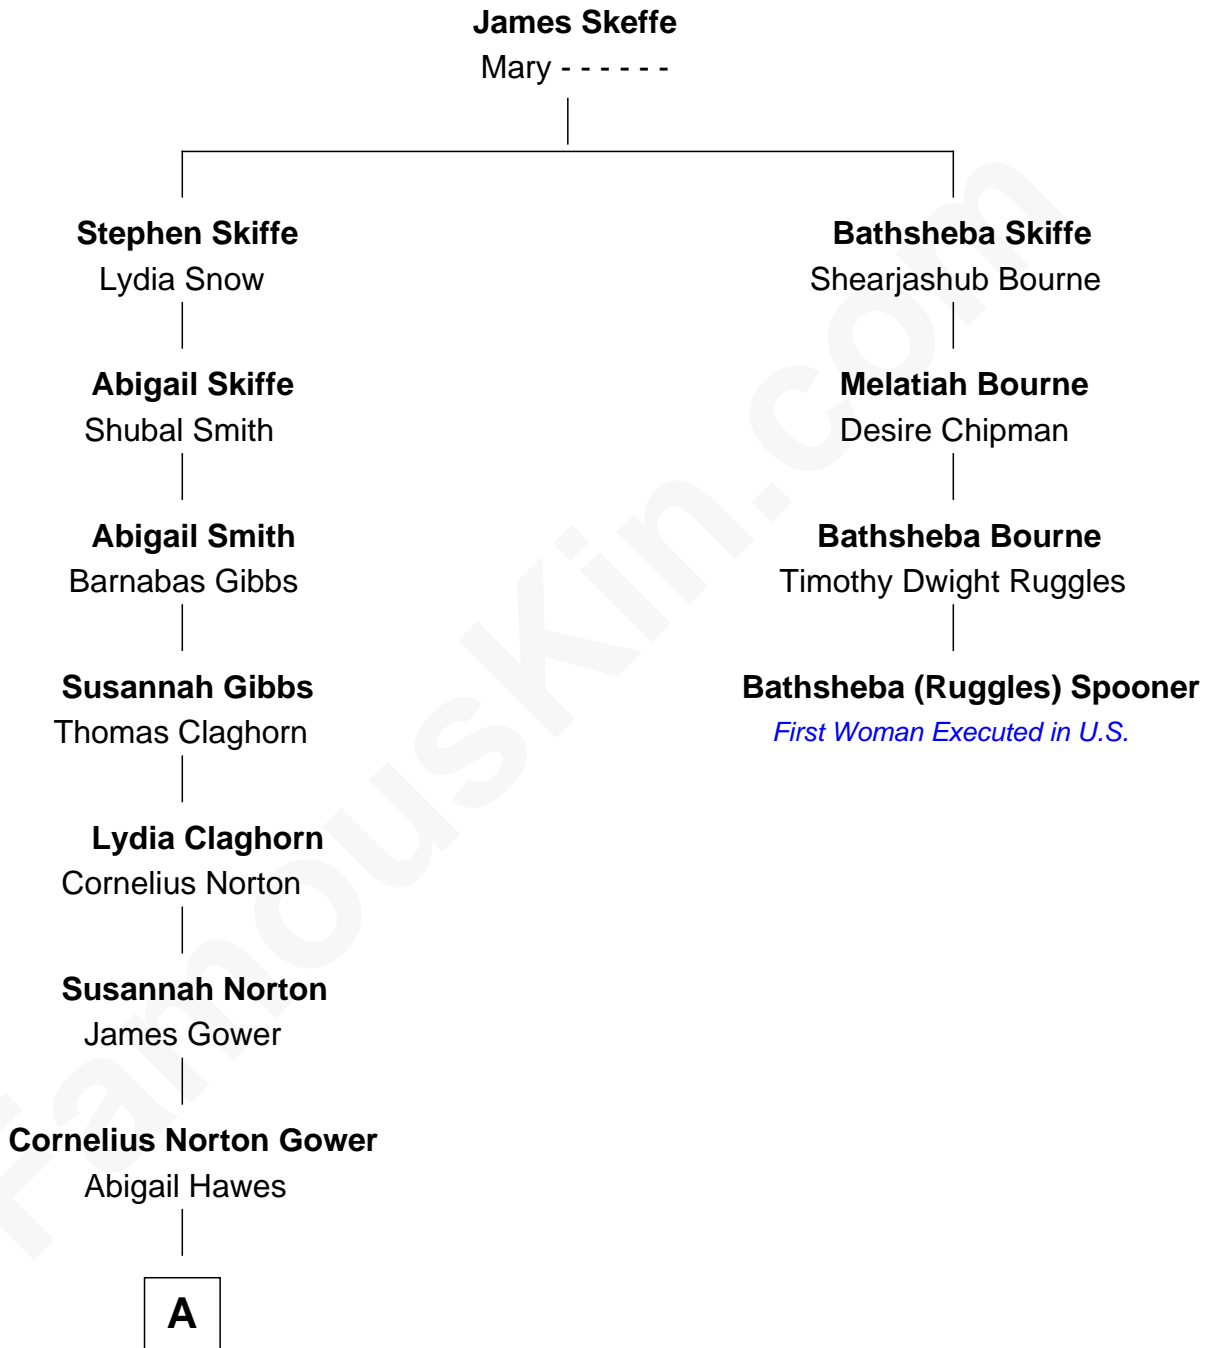 James Skeffe
Mary - - - - - -
Stephen Skiffe
Lydia Snow
Abigail Skiffe
Shubal Smith
Abigail Smith
Barnabas Gibbs
Susannah Gibbs
Thomas Claghorn
Lydia Claghorn
Cornelius Norton
Susannah Norton
James Gower
Cornelius Norton Gower
Abigail Hawes
A
Bathsheba Skiffe
Shearjashub Bourne
Melatiah Bourne
Desire Chipman
Bathsheba Bourne
Timothy Dwight Ruggles
Bathsheba (Ruggles) Spooner
First Woman Executed in U.S.
FamousKin.com